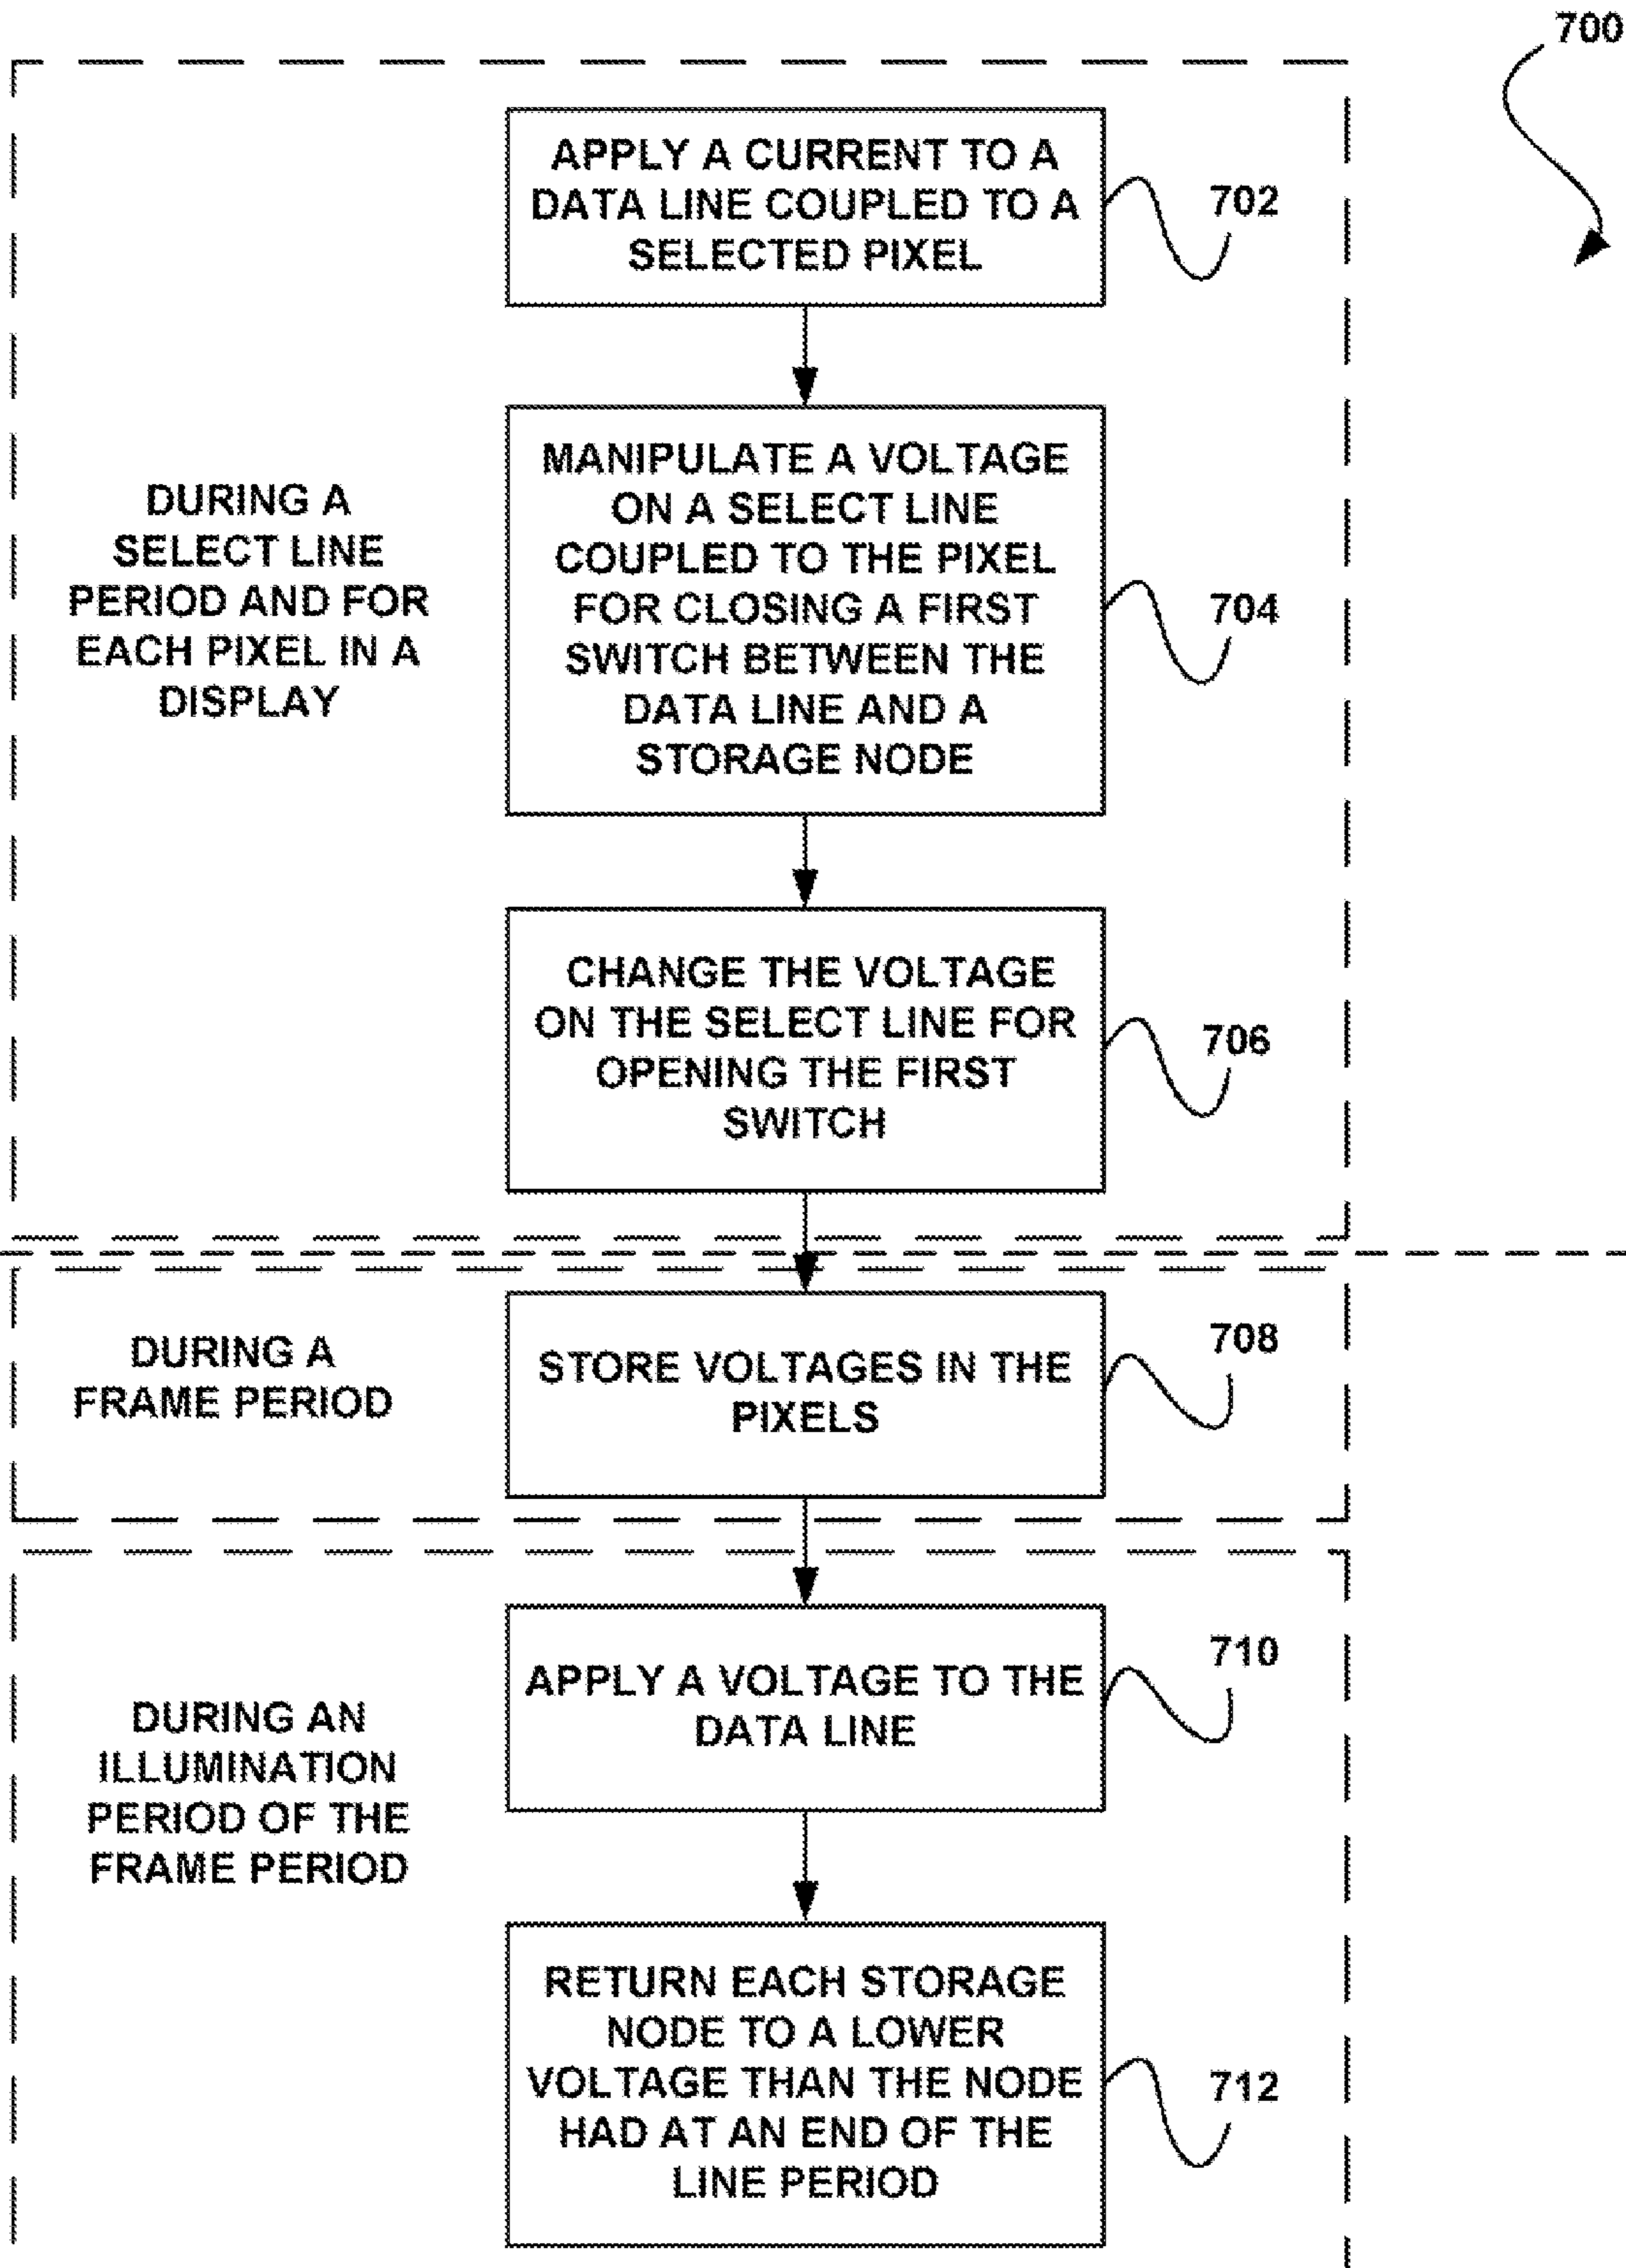 700
APPLY A CURRENT TO A
DATA LINE COUPLED TO A
SELECTED PIXEL
702
DURING A
SELECT LINE
PERIOD AND FOR
EACH PIXEL IN A
DISPLAY
MANIPULATE A VOLTAGE
ON A SELECT LINE
COUPLED TO THE PIXEL
FOR CLOSING A FIRST
SWITCH BETWEEN THE
DATA LINE AND A
STORAGE NODE
704
CHANGE THE VOLTAGE
ON THE SELECT LINE FOR
OPENING THE FIRST
SWITCH
706
DURING A
FRAME PERIOD
STORE VOLTAGES IN THE
PIXELS
708
DURING AN
ILLUMINATION
PERIOD OF THE
FRAME PERIOD
APPLY A VOLTAGE TO THE
DATA LINE
710
RETURN EACH STORAGE
NODE TO A LOWER
VOLTAGE THAN THE NODE
HAD AT AN END OF THE
LINE PERIOD
712